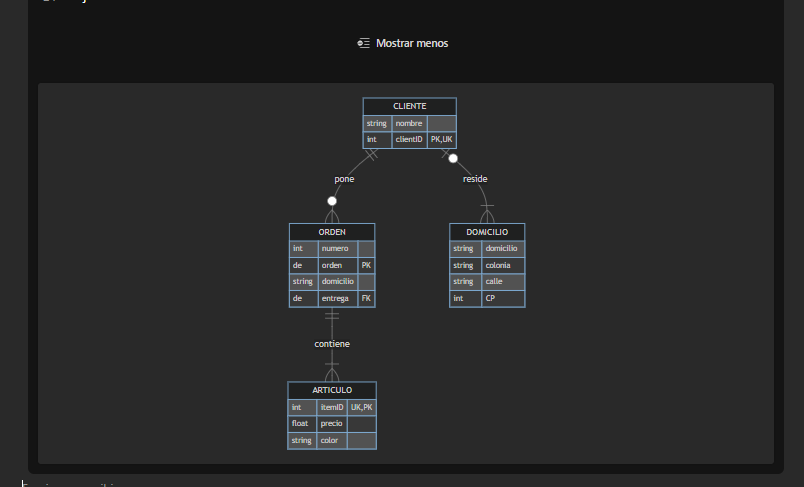 Mostrar menos
CLIENTE
string nombre
int clientID PK,UK
pone
reside
ORDEN
int numero
de orden PK
string domicilio
de entrega FK
DOMICILIO
string domicilio
string colonia
string calle
int CP
contiene
ARTICULO
int itemID UK,PK
float precio
string color